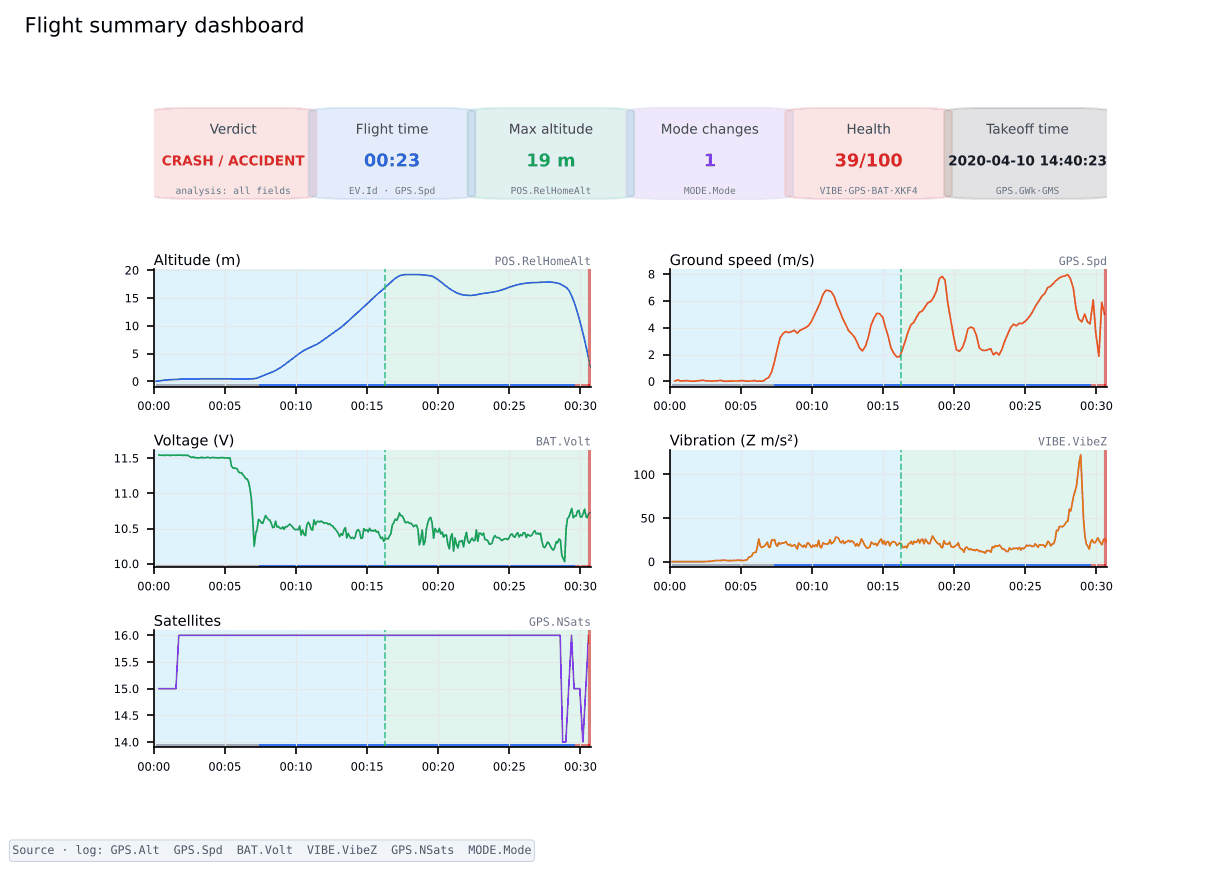 Flight summary dashboard
Verdict
CRASH / ACCIDENT
analysis: all fields
Flight time
00:23
EV.Id · GPS.Spd
Max altitude
19 m
POS.RelHomeAlt
Mode changes
1
MODE.Mode
Health
39/100
VIBE·GPS·BAT·XKF4
Takeoff time
2020-04-10 14:40:23
GPS.GWk·GMS
Altitude (m) POS.RelHomeAlt
20
15
10
5
0
00:00 00:05 00:10 00:15 00:20 00:25 00:30
Ground speed (m/s) GPS.Spd
8
6
4
2
0
00:00 00:05 00:10 00:15 00:20 00:25 00:30
Voltage (V) BAT.Volt
11.5
11.0
10.5
10.0
00:00 00:05 00:10 00:15 00:20 00:25 00:30
Vibration (Z m/s²) VIBE.VibeZ
100
50
0
00:00 00:05 00:10 00:15 00:20 00:25 00:30
Satellites GPS.NSats
16.0
15.5
15.0
14.5
14.0
00:00 00:05 00:10 00:15 00:20 00:25 00:30
Source · log: GPS.Alt GPS.Spd BAT.Volt VIBE.VibeZ GPS.NSats MODE.Mode